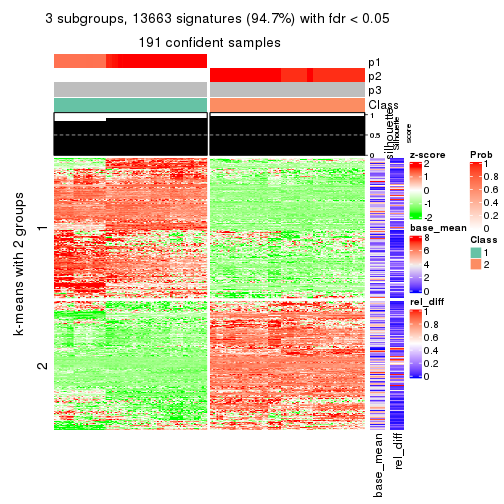 3 subgroups, 13663 signatures (94.7%) with fdr < 0.05
191 confident samples
p1
p2
p3
Class
1
0.5
0
silhouette
Silhouette
score
k-means with 2 groups
1
2
base_mean
rel_diff
z-score
2
1
0
-1
-2
base_mean
8
6
4
2
0
rel_diff
1
0.8
0.6
0.4
0.2
0
Prob
1
0.8
0.6
0.4
0.2
0
Class
1
2